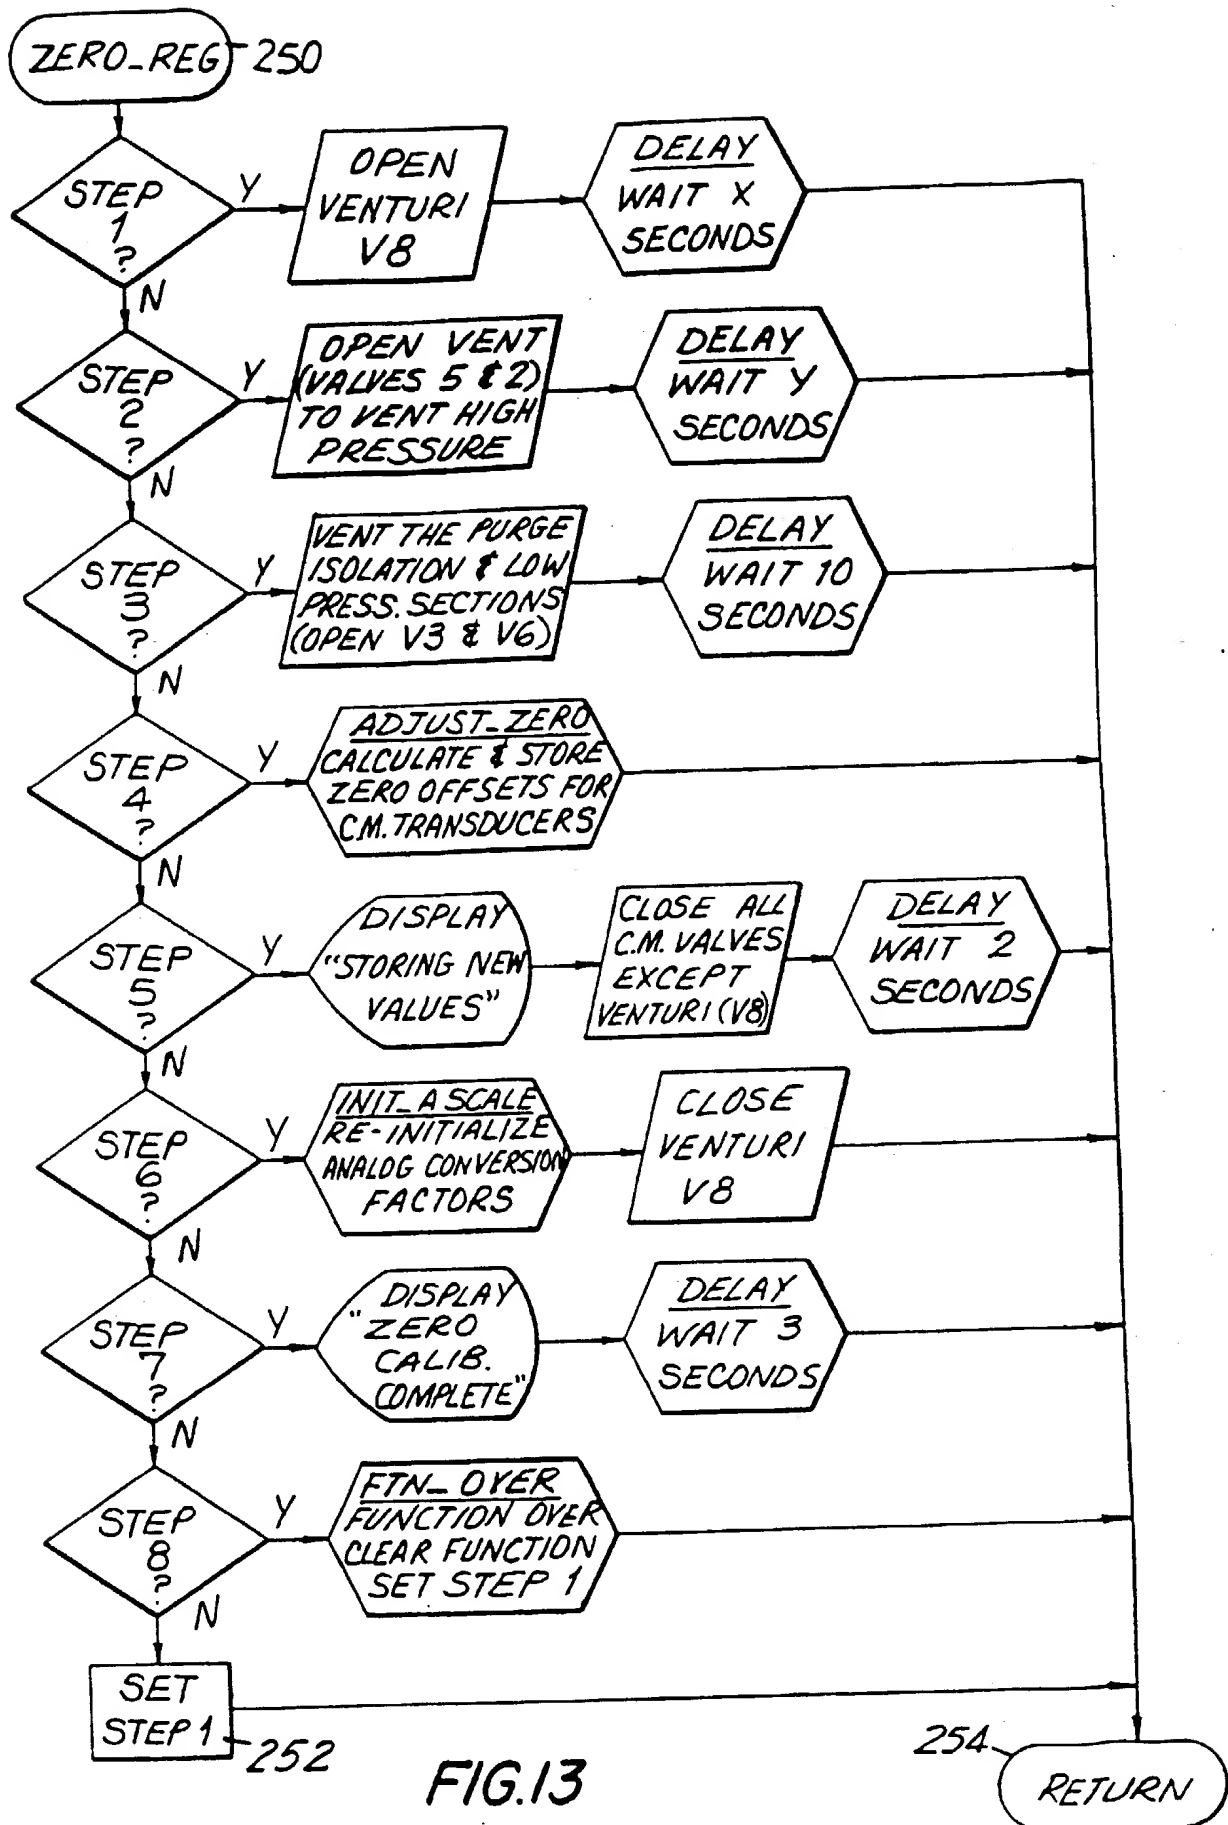 ZERO_REG 250
STEP
1
?
Y
N
OPEN
VENTURI
V8
DELAY
WAIT X
SECONDS
STEP
2
?
Y
N
OPEN VENT
(VALVES 5 & 2)
TO VENT HIGH
PRESSURE
DELAY
WAIT Y
SECONDS
STEP
3
?
Y
N
VENT THE PURGE
ISOLATION & LOW
PRESS. SECTIONS
(OPEN V3 & V6)
DELAY
WAIT 10
SECONDS
STEP
4
?
Y
N
ADJUST_ZERO
CALCULATE & STORE
ZERO OFFSETS FOR
C.M. TRANSDUCERS
STEP
5
?
Y
N
DISPLAY
"STORING NEW
VALUES"
CLOSE ALL
C.M. VALVES
EXCEPT
VENTURI (V8)
DELAY
WAIT 2
SECONDS
STEP
6
?
Y
N
INIT_A SCALE
RE-INITIALIZE
ANALOG CONVERSION
FACTORS
CLOSE
VENTURI
V8
STEP
7
?
Y
N
DISPLAY
"ZERO
CALIB.
COMPLETE"
DELAY
WAIT 3
SECONDS
STEP
8
?
Y
N
FTN_OVER
FUNCTION OVER
CLEAR FUNCTION
SET STEP 1
SET
STEP 1
252
254
RETURN
FIG.13